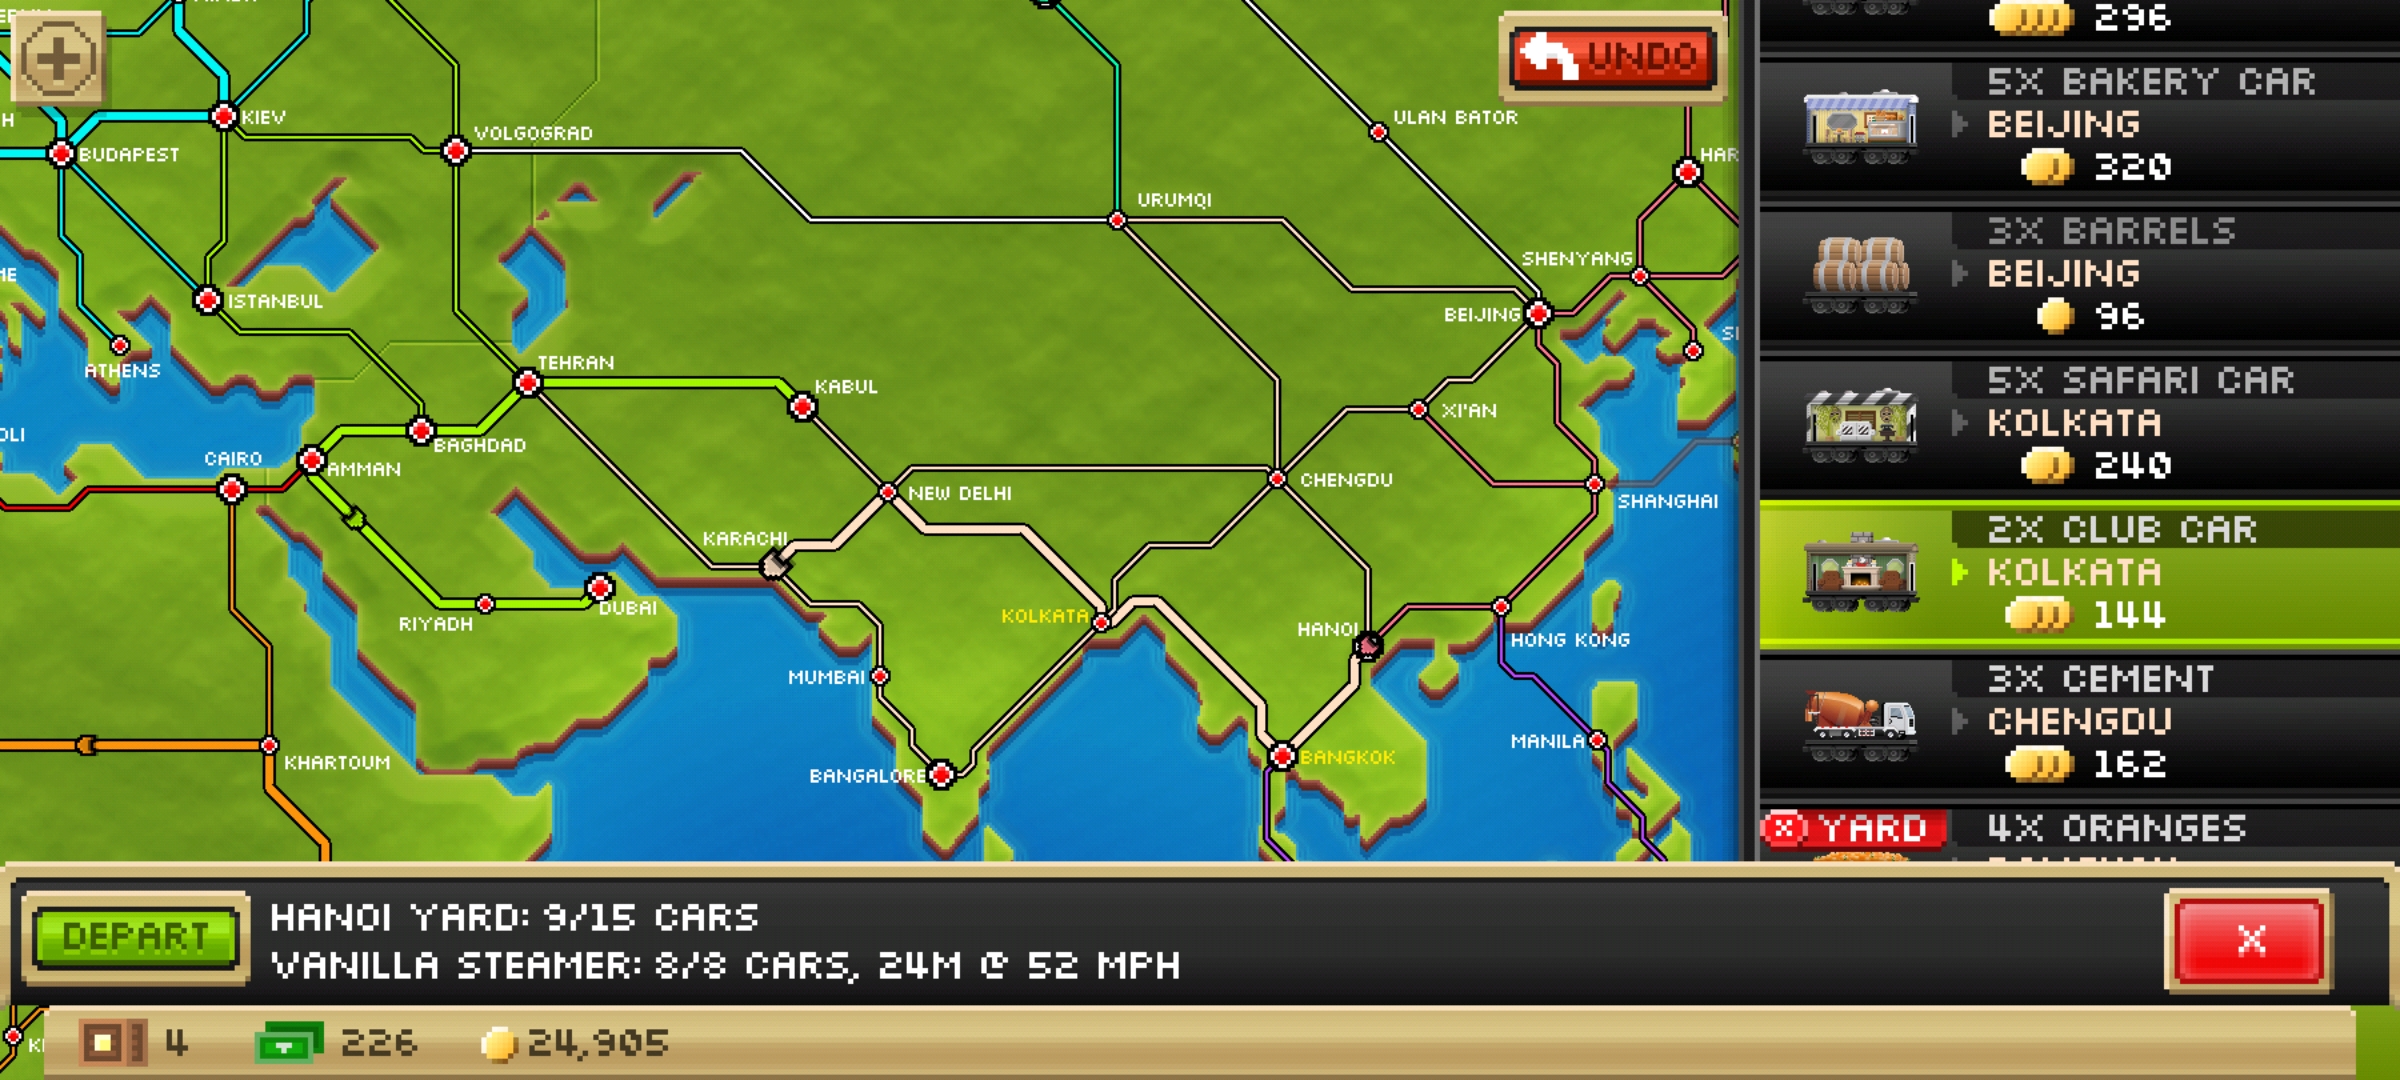 UNDO
296
5X BAKERY CAR
BEIJING
320
3X BARRELS
BEIJING
96
5X SAFARI CAR
KOLKATA
240
2X CLUB CAR
KOLKATA
144
3X CEMENT
CHENGDU
162
YARD
4X ORANGES
KIEV
VOLGOGRAD
BUDAPEST
ULAN BATOR
HAR
URUMQI
SHENYANG
BEIJING
ISTANBUL
ATHENS
TEHRAN
KABUL
XI'AN
BAGHDAD
CAIRO
AMMAN
NEW DELHI
CHENGDU
SHANGHAI
KARACHI
DUBAI
RIYADH
KOLKATA
HANOI
HONG KONG
MUMBAI
MANILA
BANGKOK
KHARTOUM
BANGALORE
DEPART
HANOI YARD: 9/15 CARS
VANILLA STEAMER: 8/8 CARS, 24M @ 52 MPH
X
4
226
24,905